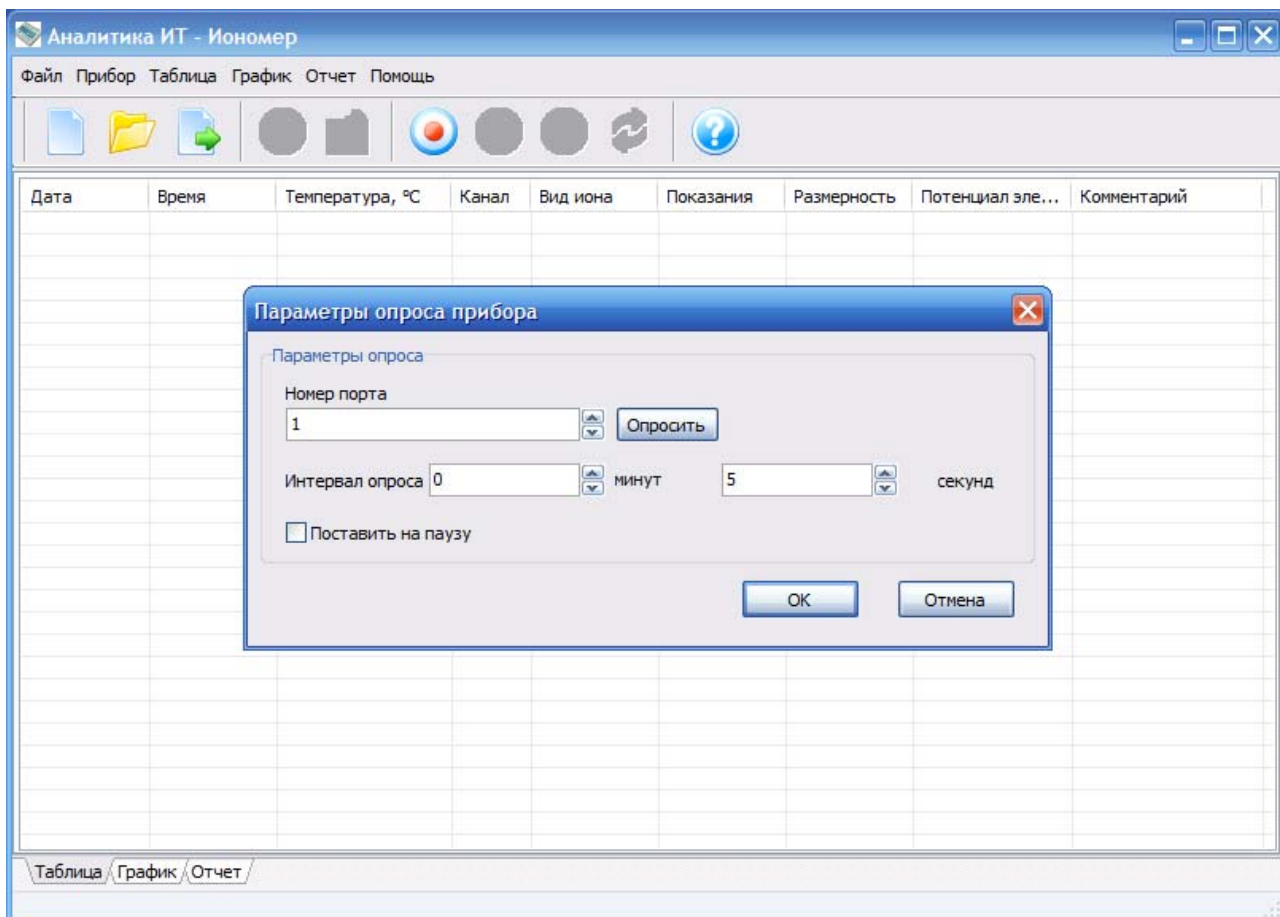 Аналитика ИТ - Иономер
Файл Прибор Таблица График Отчет Помощь
Дата Время Температура, ºС Канал Вид иона Показания Размерность Потенциал эле... Комментарий
Параметры опроса прибора
Параметры опроса
Номер порта
1 Опросить
Интервал опроса 0 минут 5 секунд
Поставить на паузу
OK Отмена
Таблица График Отчет